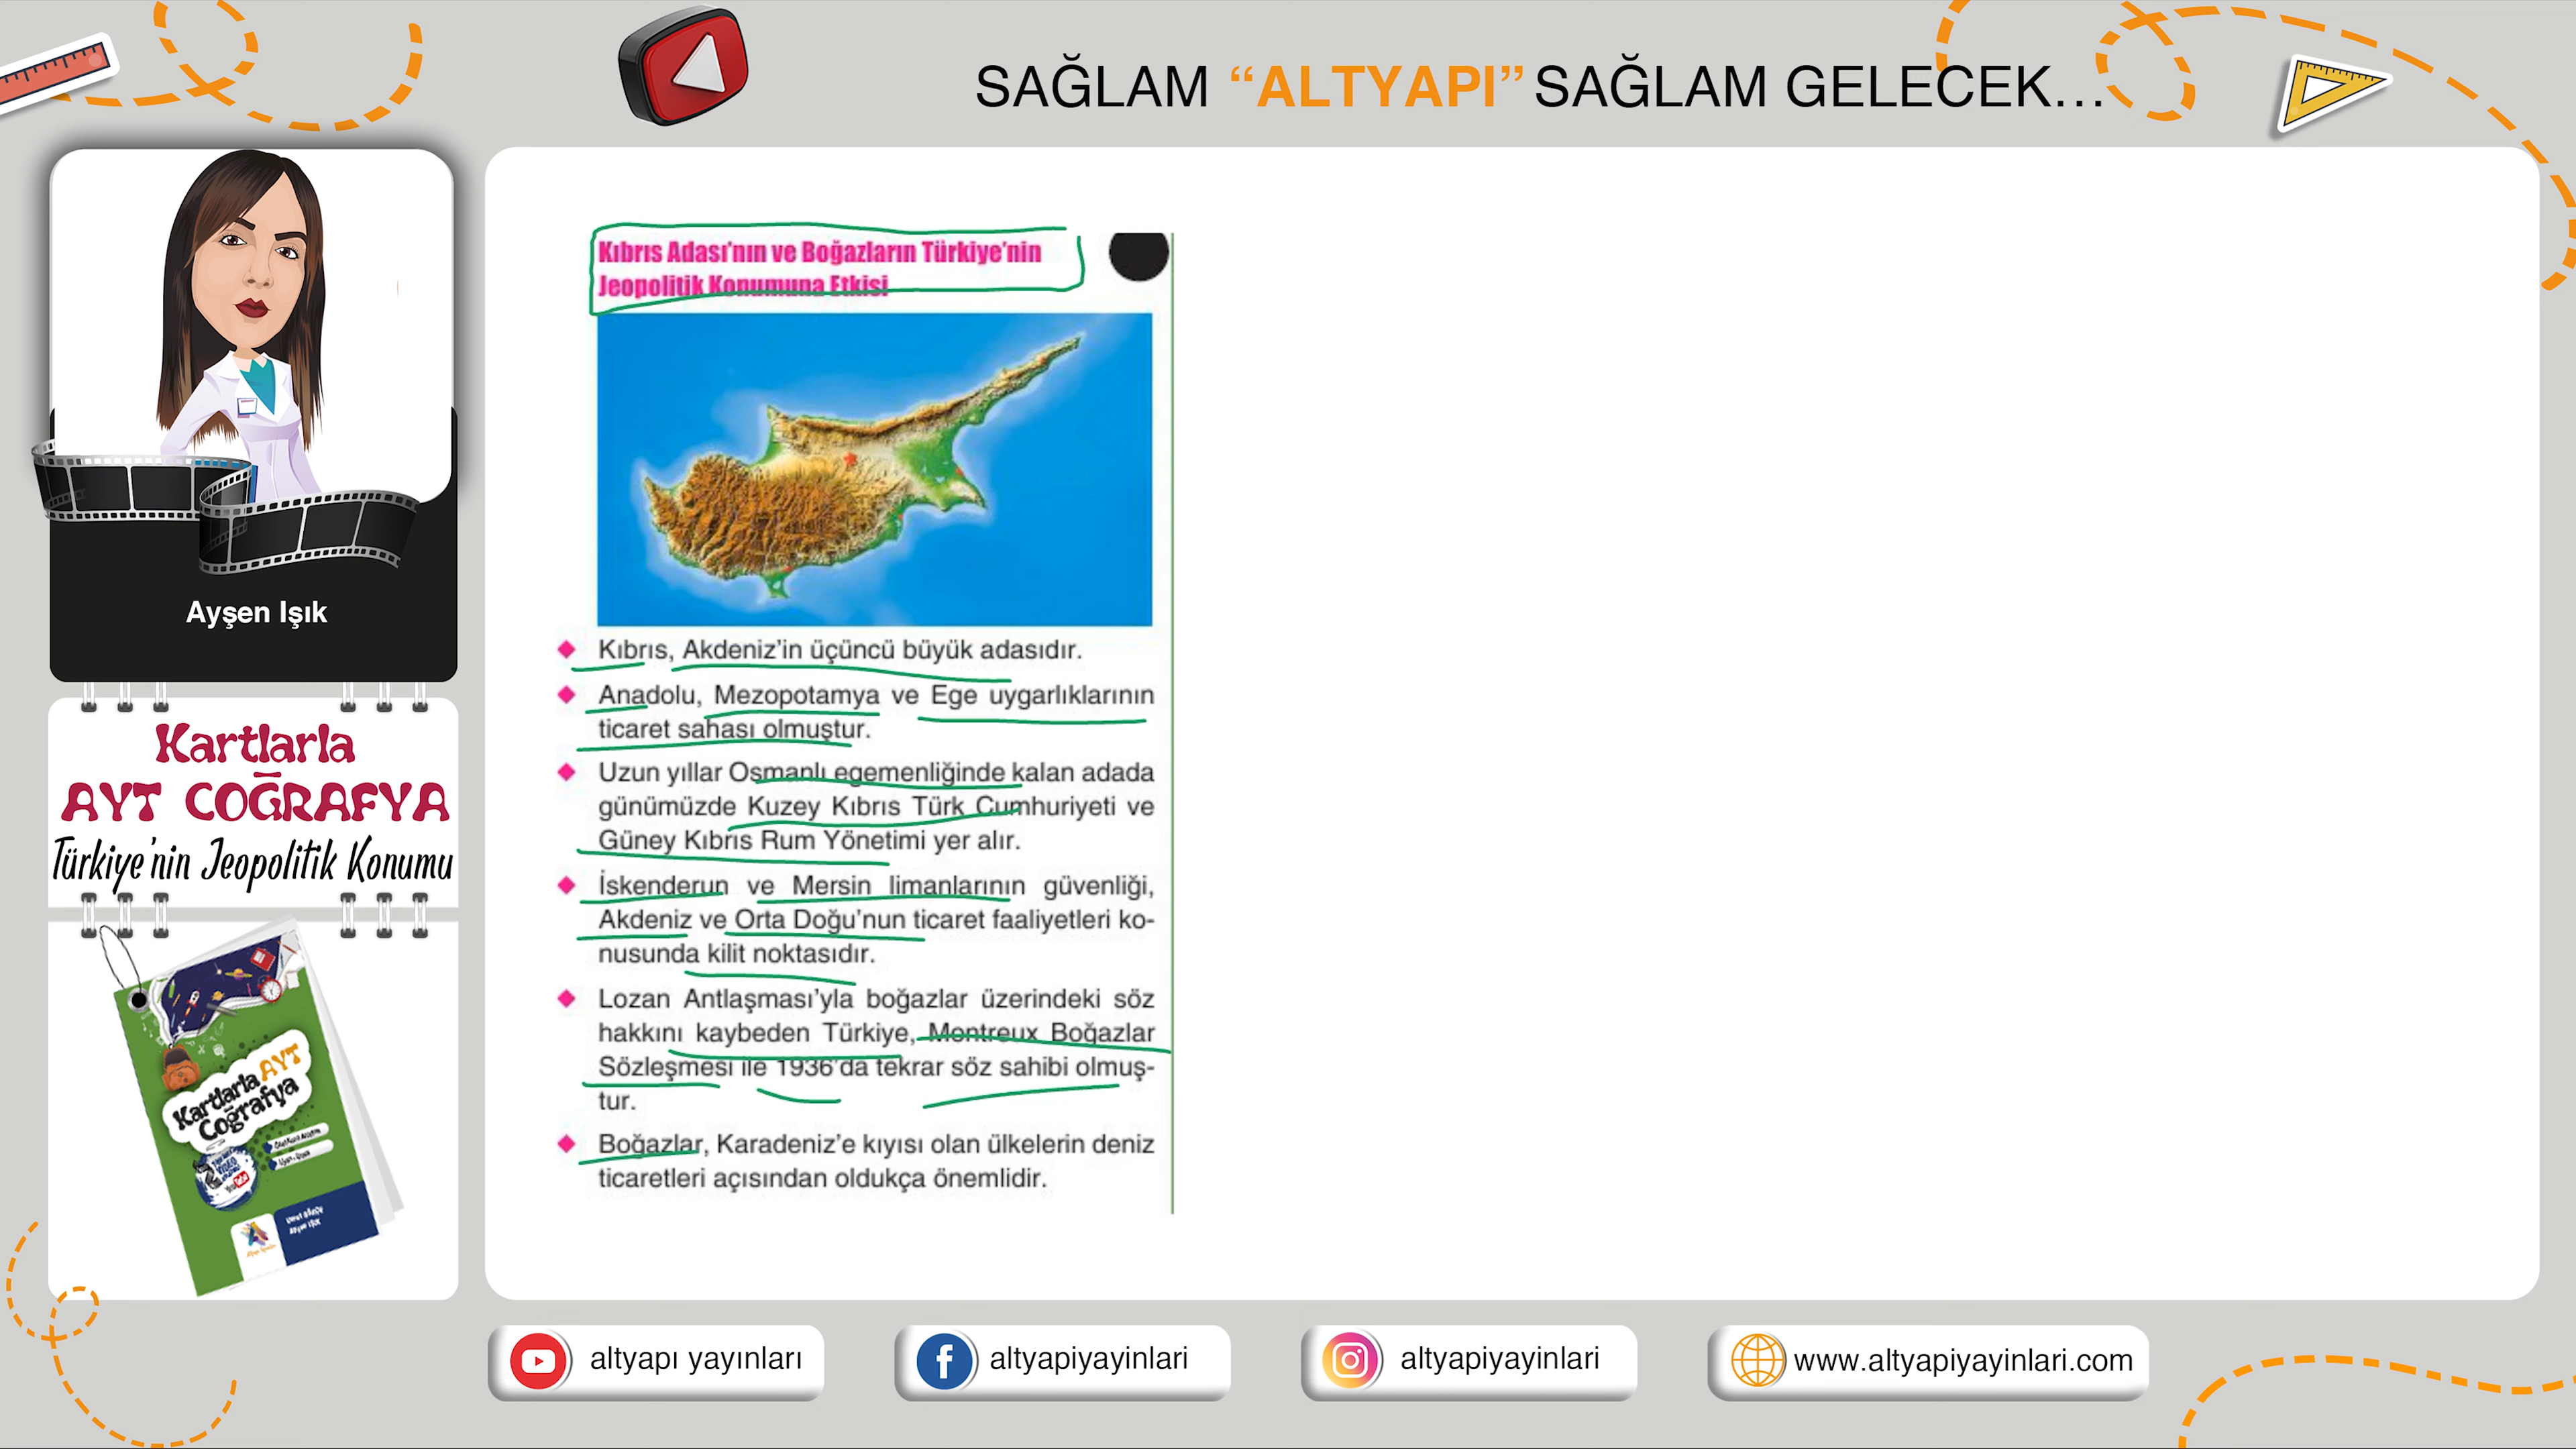 SAĞLAM “ALTYAPI” SAĞLAM GELECEK...
Ayşen Işık
Kartlarla
AYT COĞRAFYA
Türkiye'nin Jeopolitik Konumu
Kartlarla AYT
Coğrafya
Kıbrıs Adası'nın ve Boğazların Türkiye'nin
Jeopolitik Konumuna Etkisi
Kıbrıs, Akdeniz'in üçüncü büyük adasıdır.
Anadolu, Mezopotamya ve Ege uygarlıklarının
ticaret sahası olmuştur.
Uzun yıllar Osmanlı egemenliğinde kalan adada
günümüzde Kuzey Kıbrıs Türk Cumhuriyeti ve
Güney Kıbrıs Rum Yönetimi yer alır.
İskenderun ve Mersin limanlarının güvenliği,
Akdeniz ve Orta Doğu'nun ticaret faaliyetleri ko-
nusunda kilit noktasıdır.
Lozan Antlaşması'yla boğazlar üzerindeki söz
hakkını kaybeden Türkiye, Montreux Boğazlar
Sözleşmesi ile 1936'da tekrar söz sahibi olmuş-
tur.
Boğazlar, Karadeniz'e kıyısı olan ülkelerin deniz
ticaretleri açısından oldukça önemlidir.
altyapı yayınları
altyapiyayinlari
altyapiyayinlari
www.altyapiyayinlari.com